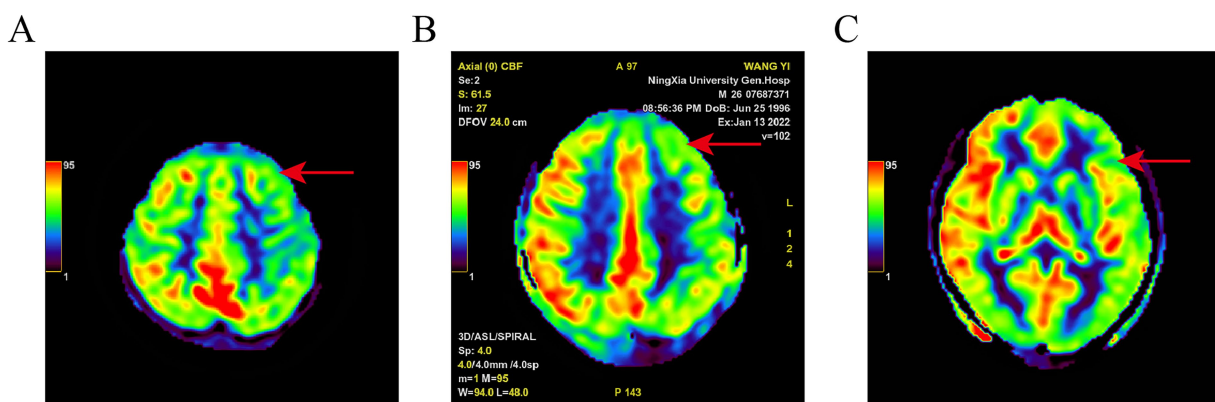 A
B
C
95
1
Axial (0) CBF
Se:2
S: 61.5
Im: 27
DFOV 24.0 cm
A 97
WANG YI
NingXia University Gen.Hosp
M 26 07687371
08:56:36 PM DoB: Jun 25 1996
Ex:Jan 13 2022
v=102
95
1
L
1
2
4
3D/ASL/SPIRAL
Sp: 4.0
4.0/4.0mm /4.0sp
m=1 M=95
W=94.0 L=48.0
P 143
95
1